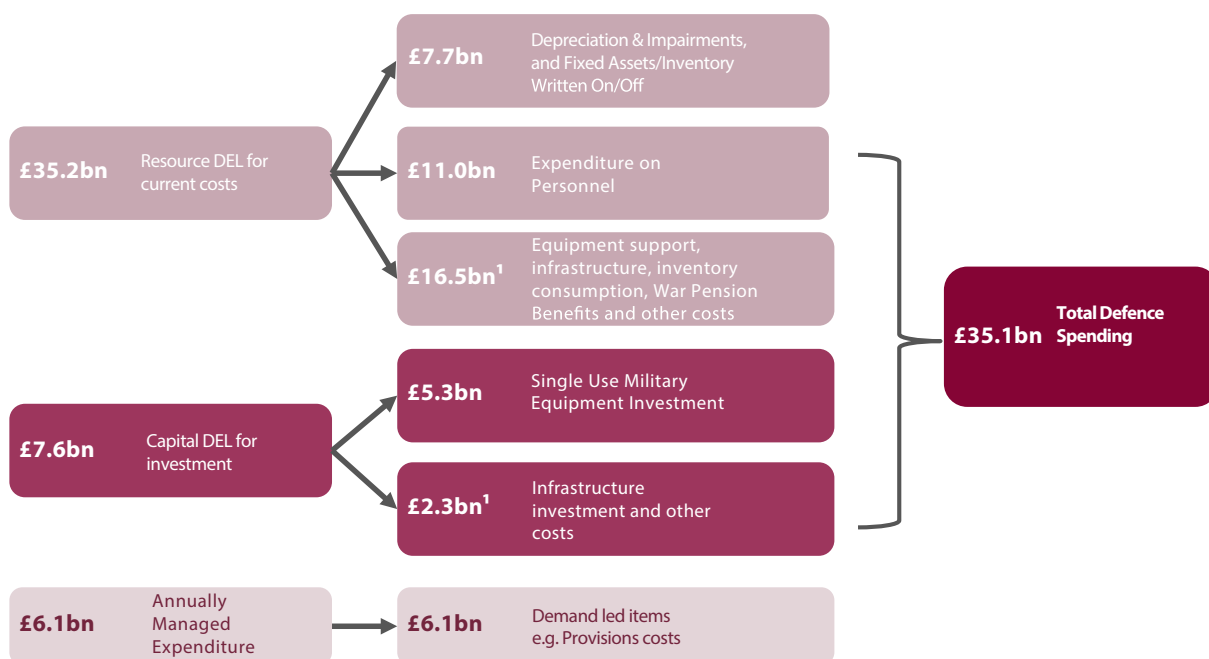 £7.7bn
Depreciation & Impairments,
and Fixed Assets/Inventory
Written On/Off
£35.2bn
Resource DEL for
current costs
£11.0bn
Expenditure on
Personnel
£16.5bn¹
Equipment support,
infrastructure, inventory
consumption, War Pension
Benefits and other costs
£35.1bn
Total Defence
Spending
£7.6bn
Capital DEL for
investment
£5.3bn
Single Use Military
Equipment Investment
£2.3bn¹
Infrastructure
investment and other
costs
£6.1bn
Annually
Managed
Expenditure
£6.1bn
Demand led items
e.g. Provisions costs